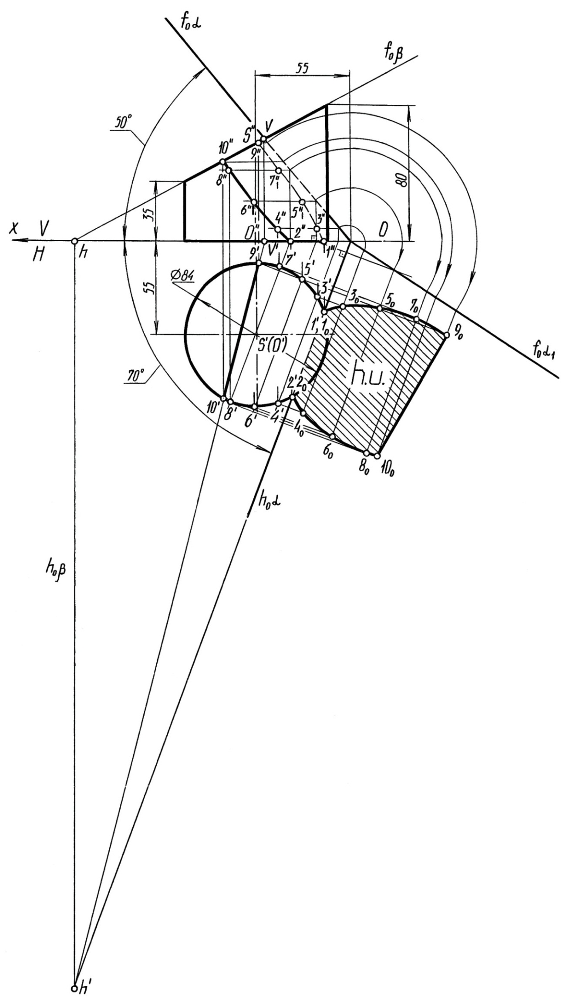 f₀α
f₀β
55
50°
S" V
10"
9"
8" 7"
80
35
6" 5"
4" 3"
x V O" 2" O
H h V' 1"
9' 7'
Ø84 5'
55
3' 3₀ 5₀ 7₀
1', 1₀ 9₀
S'(O')
f₀α₁
70°
h.u.
2' 2₀
10' 8' 6' 4' 4₀
6₀ 8₀ 10₀
h₀α
h₀β
h'